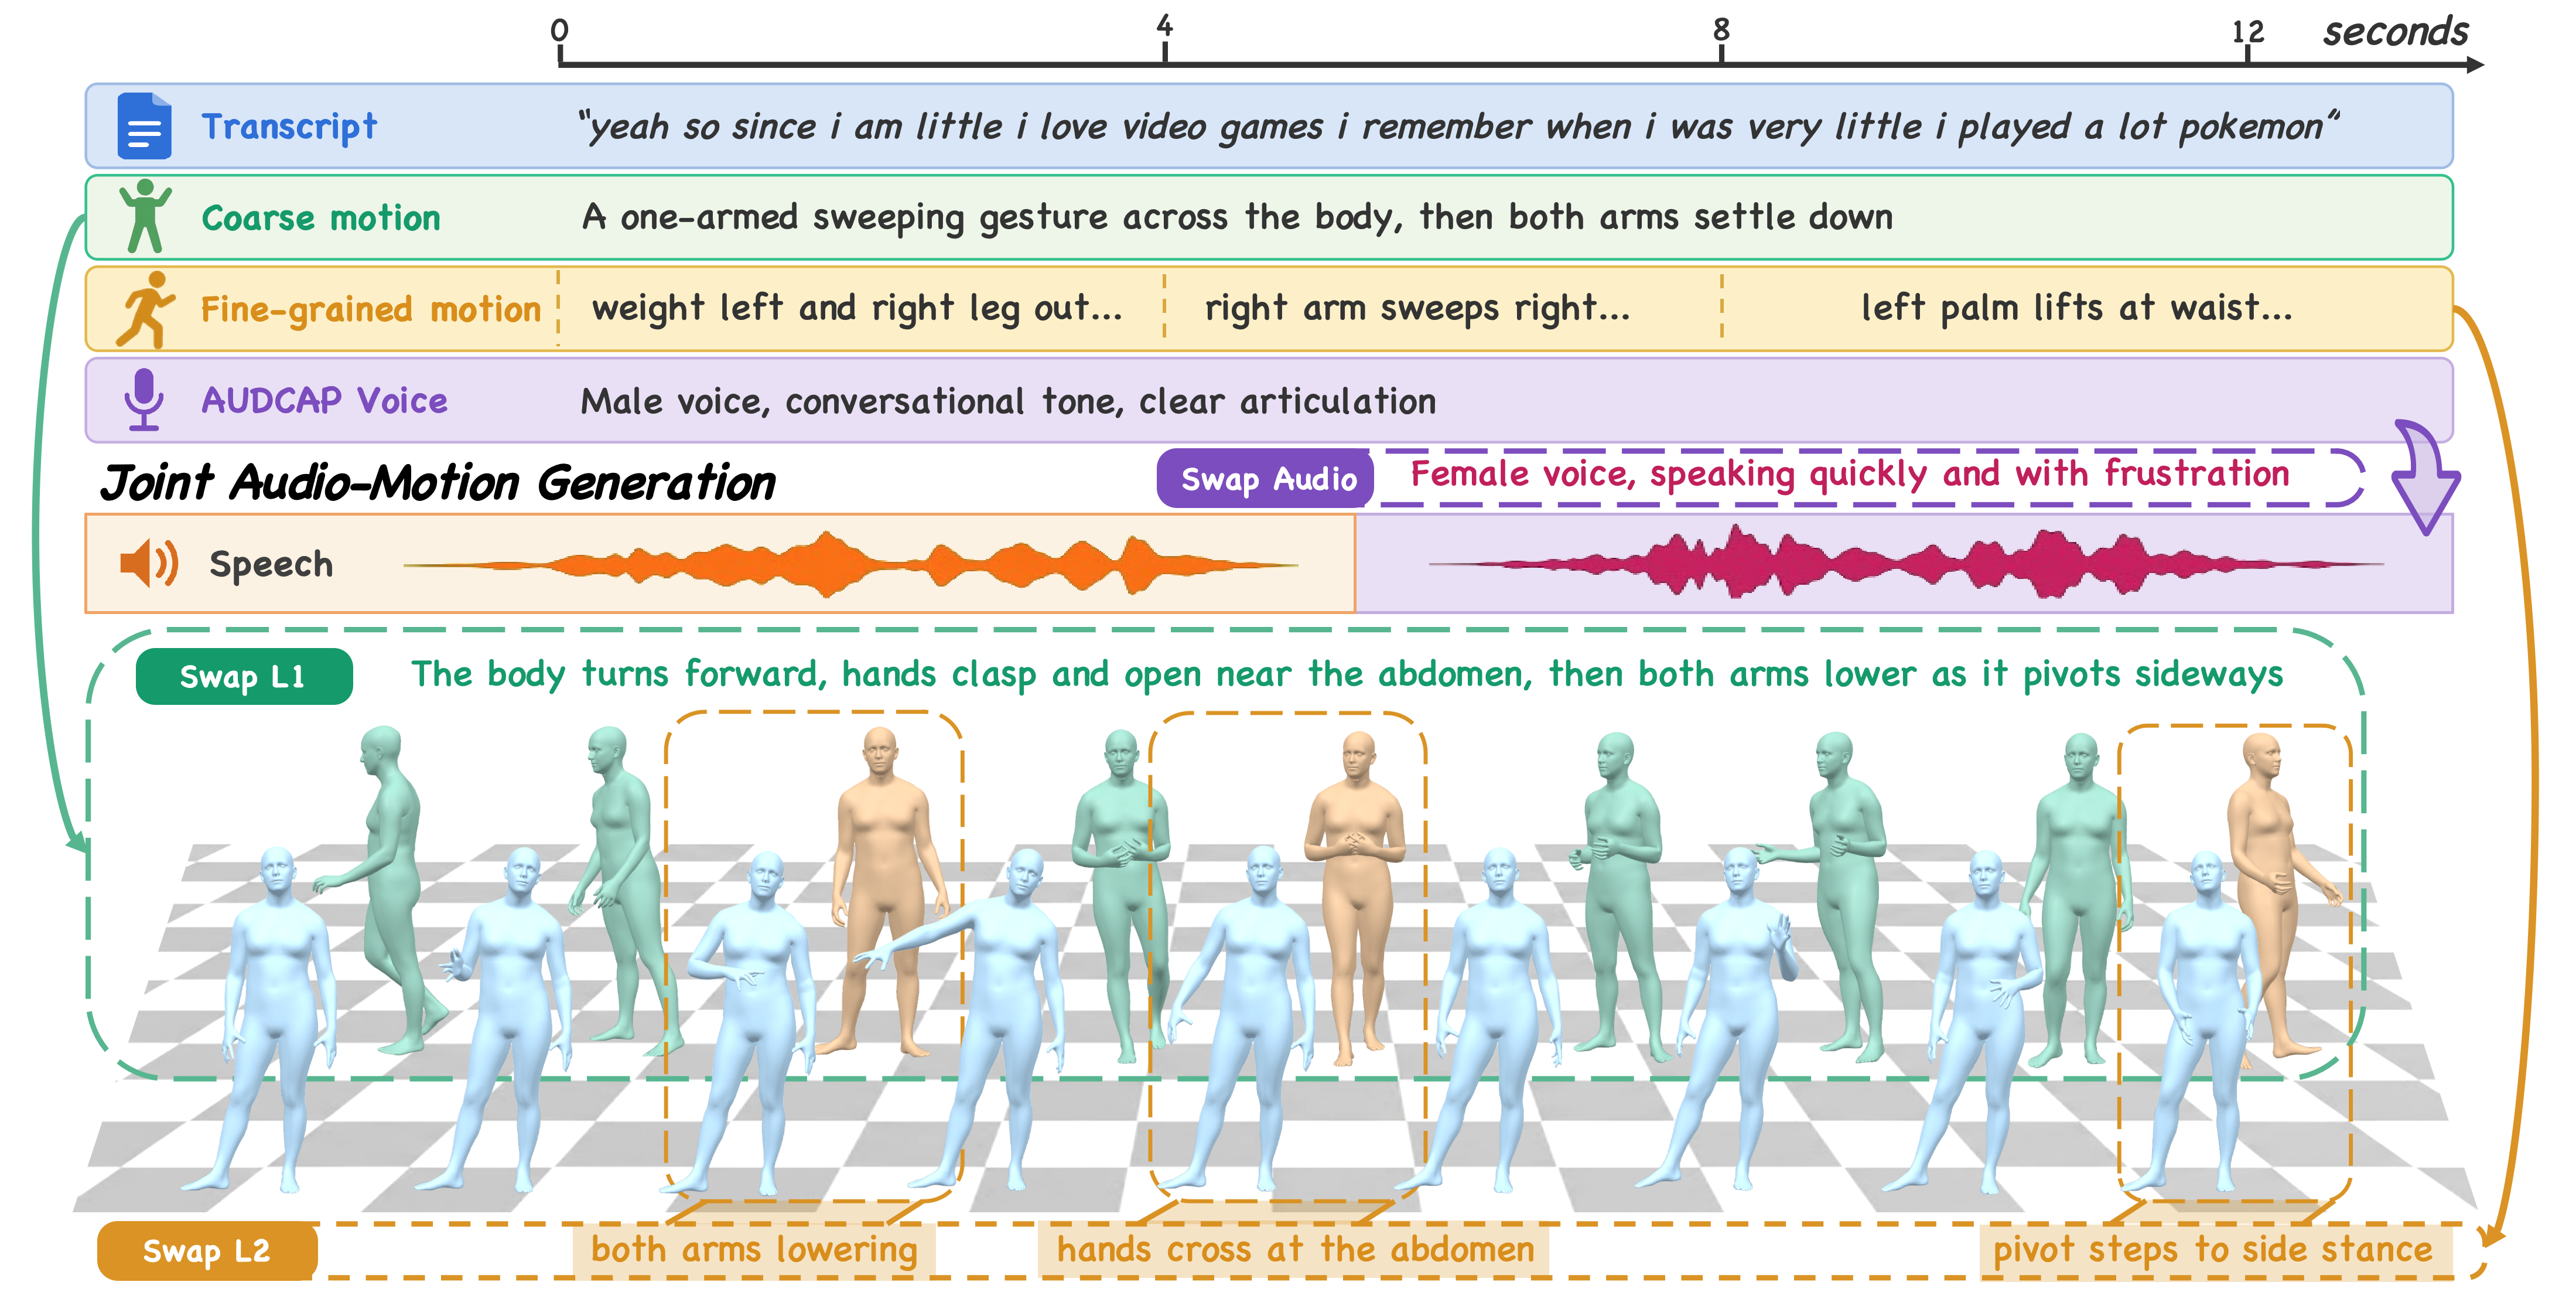 0 4 8 12 seconds
Transcript "yeah so since i am little i love video games i remember when i was very little i played a lot pokemon"
Coarse motion A one-armed sweeping gesture across the body, then both arms settle down
Fine-grained motion weight left and right leg out... right arm sweeps right... left palm lifts at waist...
AUDCAP Voice Male voice, conversational tone, clear articulation
Joint Audio-Motion Generation Swap Audio Female voice, speaking quickly and with frustration
Speech
Swap L1 The body turns forward, hands clasp and open near the abdomen, then both arms lower as it pivots sideways
Swap L2 both arms lowering hands cross at the abdomen pivot steps to side stance